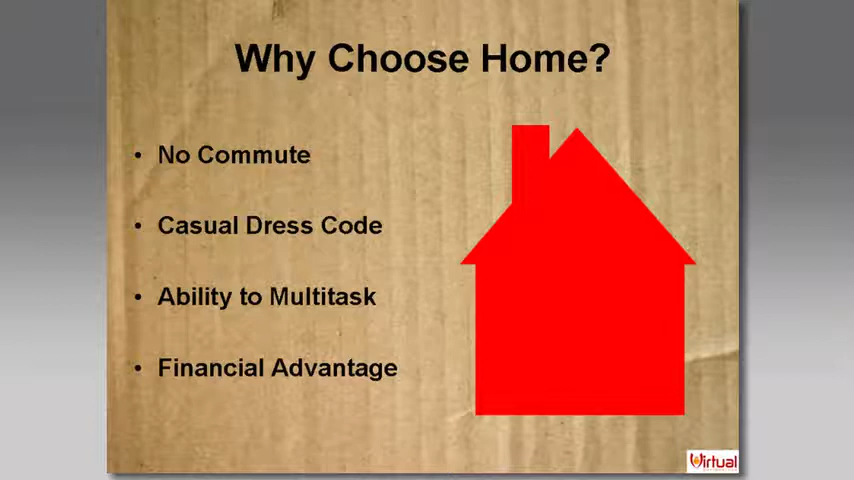 Why Choose Home?
• No Commute
• Casual Dress Code
• Ability to Multitask
• Financial Advantage
Virtual